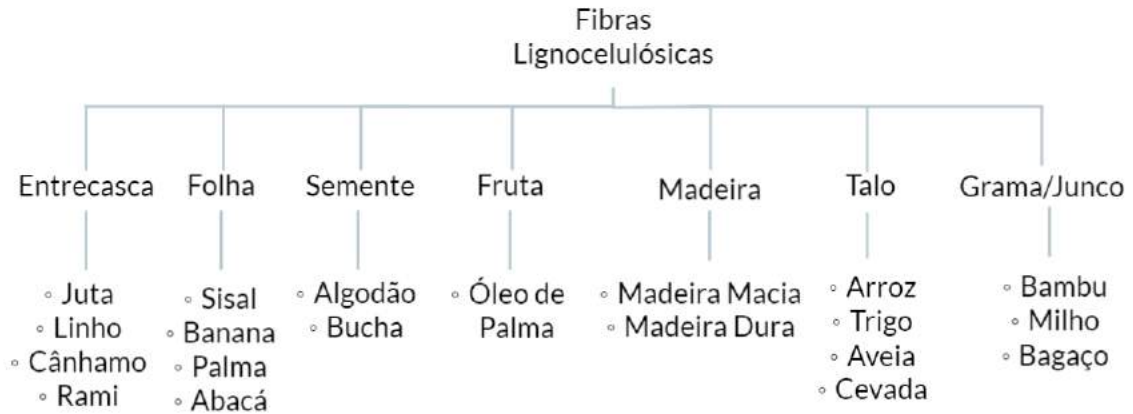 Fibras
Lignocelulósicas
Entrecasca
◦ Juta
◦ Linho
◦ Cânhamo
◦ Rami
Folha
◦ Sisal
◦ Banana
◦ Palma
◦ Abacá
Semente
◦ Algodão
◦ Bucha
Fruta
◦ Óleo de
Palma
Madeira
◦ Madeira Macia
◦ Madeira Dura
Talo
◦ Arroz
◦ Trigo
◦ Aveia
◦ Cevada
Grama/Junco
◦ Bambu
◦ Milho
◦ Bagaço